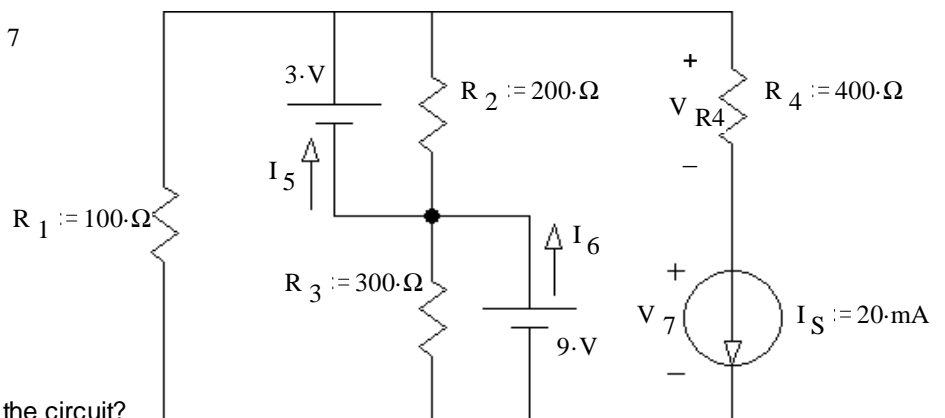 7
3·V
R 2 := 200·Ω
+
V R4
R 4 := 400·Ω
−
I 5
R 1 := 100·Ω
I 6
R 3 := 300·Ω
+
V 7
I S := 20·mA
−
9·V
the circuit?